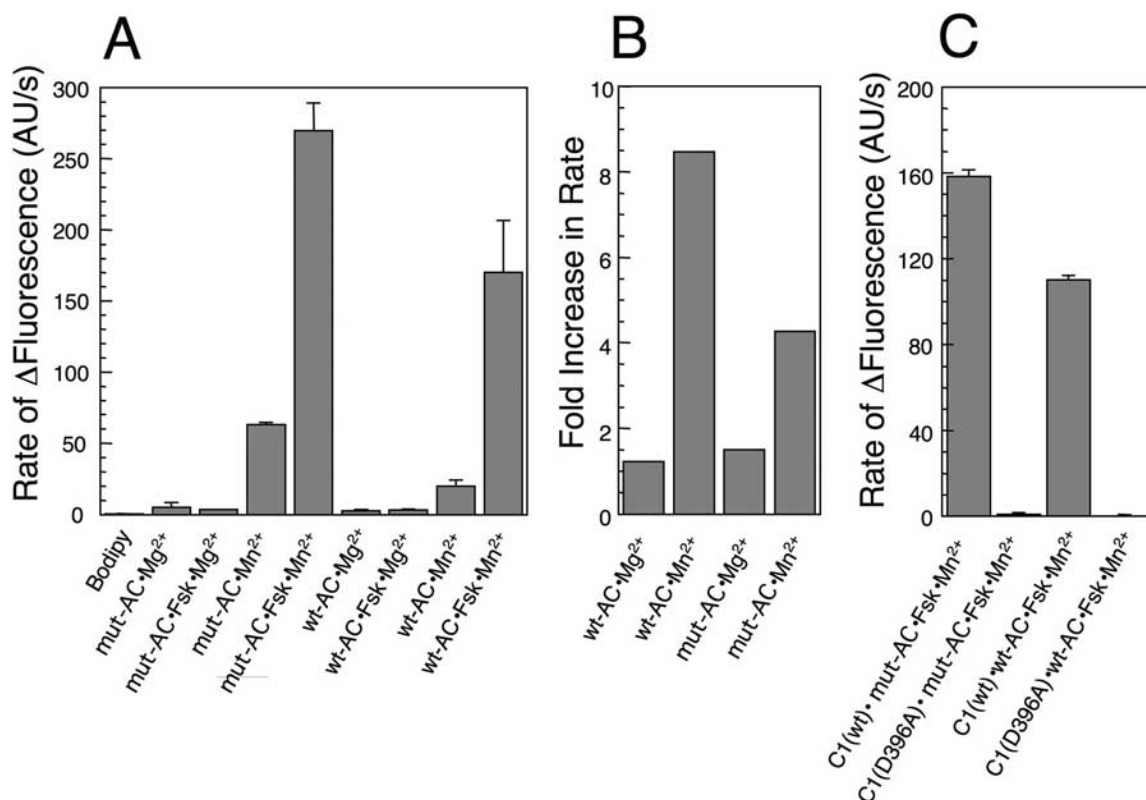 A
Rate of ΔFluorescence (AU/s)
300
250
200
150
100
50
0
Bodipy
mut-AC•Mg²⁺
mut-AC•Fsk•Mg²⁺
mut-AC•Mn²⁺
mut-AC•Fsk•Mn²⁺
wt-AC•Mg²⁺
wt-AC•Fsk•Mg²⁺
wt-AC•Mn²⁺
wt-AC•Fsk•Mn²⁺
B
Fold Increase in Rate
10
8
6
4
2
0
wt-AC•Mg²⁺
wt-AC•Mn²⁺
mut-AC•Mg²⁺
mut-AC•Mn²⁺
C
Rate of ΔFluorescence (AU/s)
200
160
120
80
40
0
C1(wt)•mut-AC•Fsk•Mn²⁺
C1(D396A)•mut-AC•Fsk•Mn²⁺
C1(wt)•wt-AC•Fsk•Mn²⁺
C1(D396A)•wt-AC•Fsk•Mn²⁺